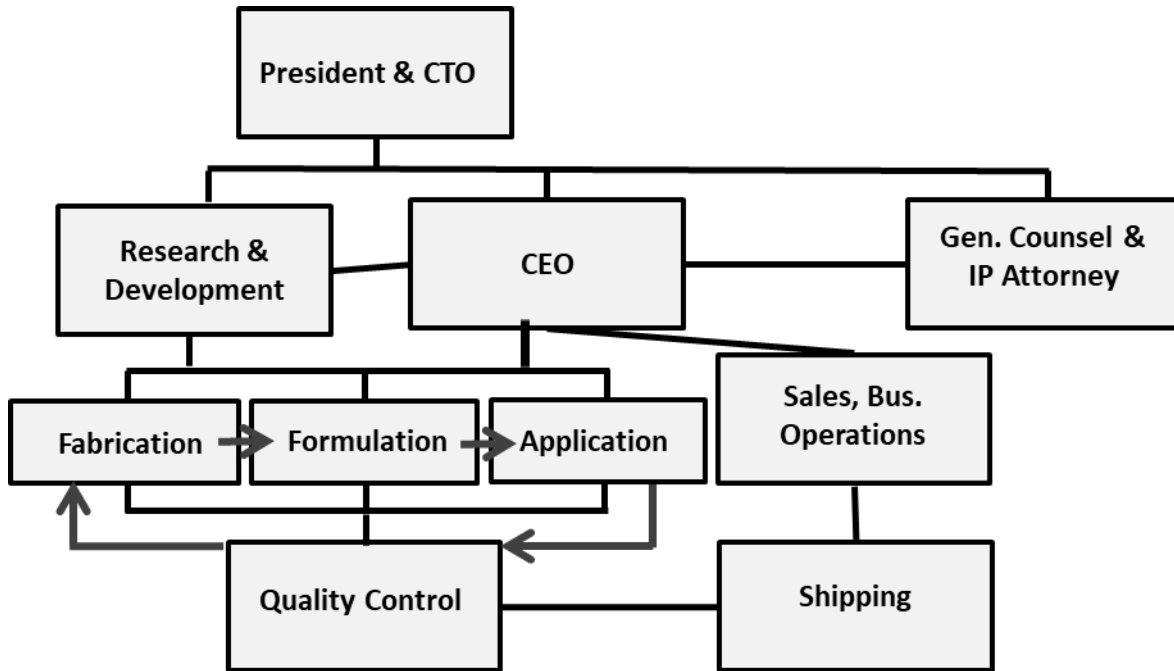 President & CTO
Research &
Development
CEO
Gen. Counsel &
IP Attorney
Fabrication
Formulation
Application
Sales, Bus.
Operations
Quality Control
Shipping